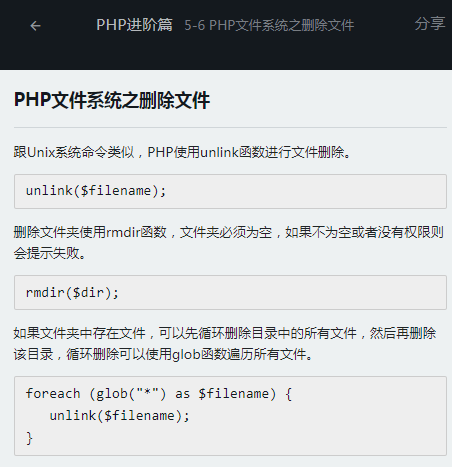 ← PHP进阶篇 5-6 PHP文件系统之删除文件 分享
PHP文件系统之删除文件
跟Unix系统命令类似，PHP使用unlink函数进行文件删除。
unlink($filename);
删除文件夹使用rmdir函数，文件夹必须为空，如果不为空或者没有权限则
会提示失败。
rmdir($dir);
如果文件夹中存在文件，可以先循环删除目录中的所有文件，然后再删除
该目录，循环删除可以使用glob函数遍历所有文件。
foreach (glob("*") as $filename) {
   unlink($filename);
}